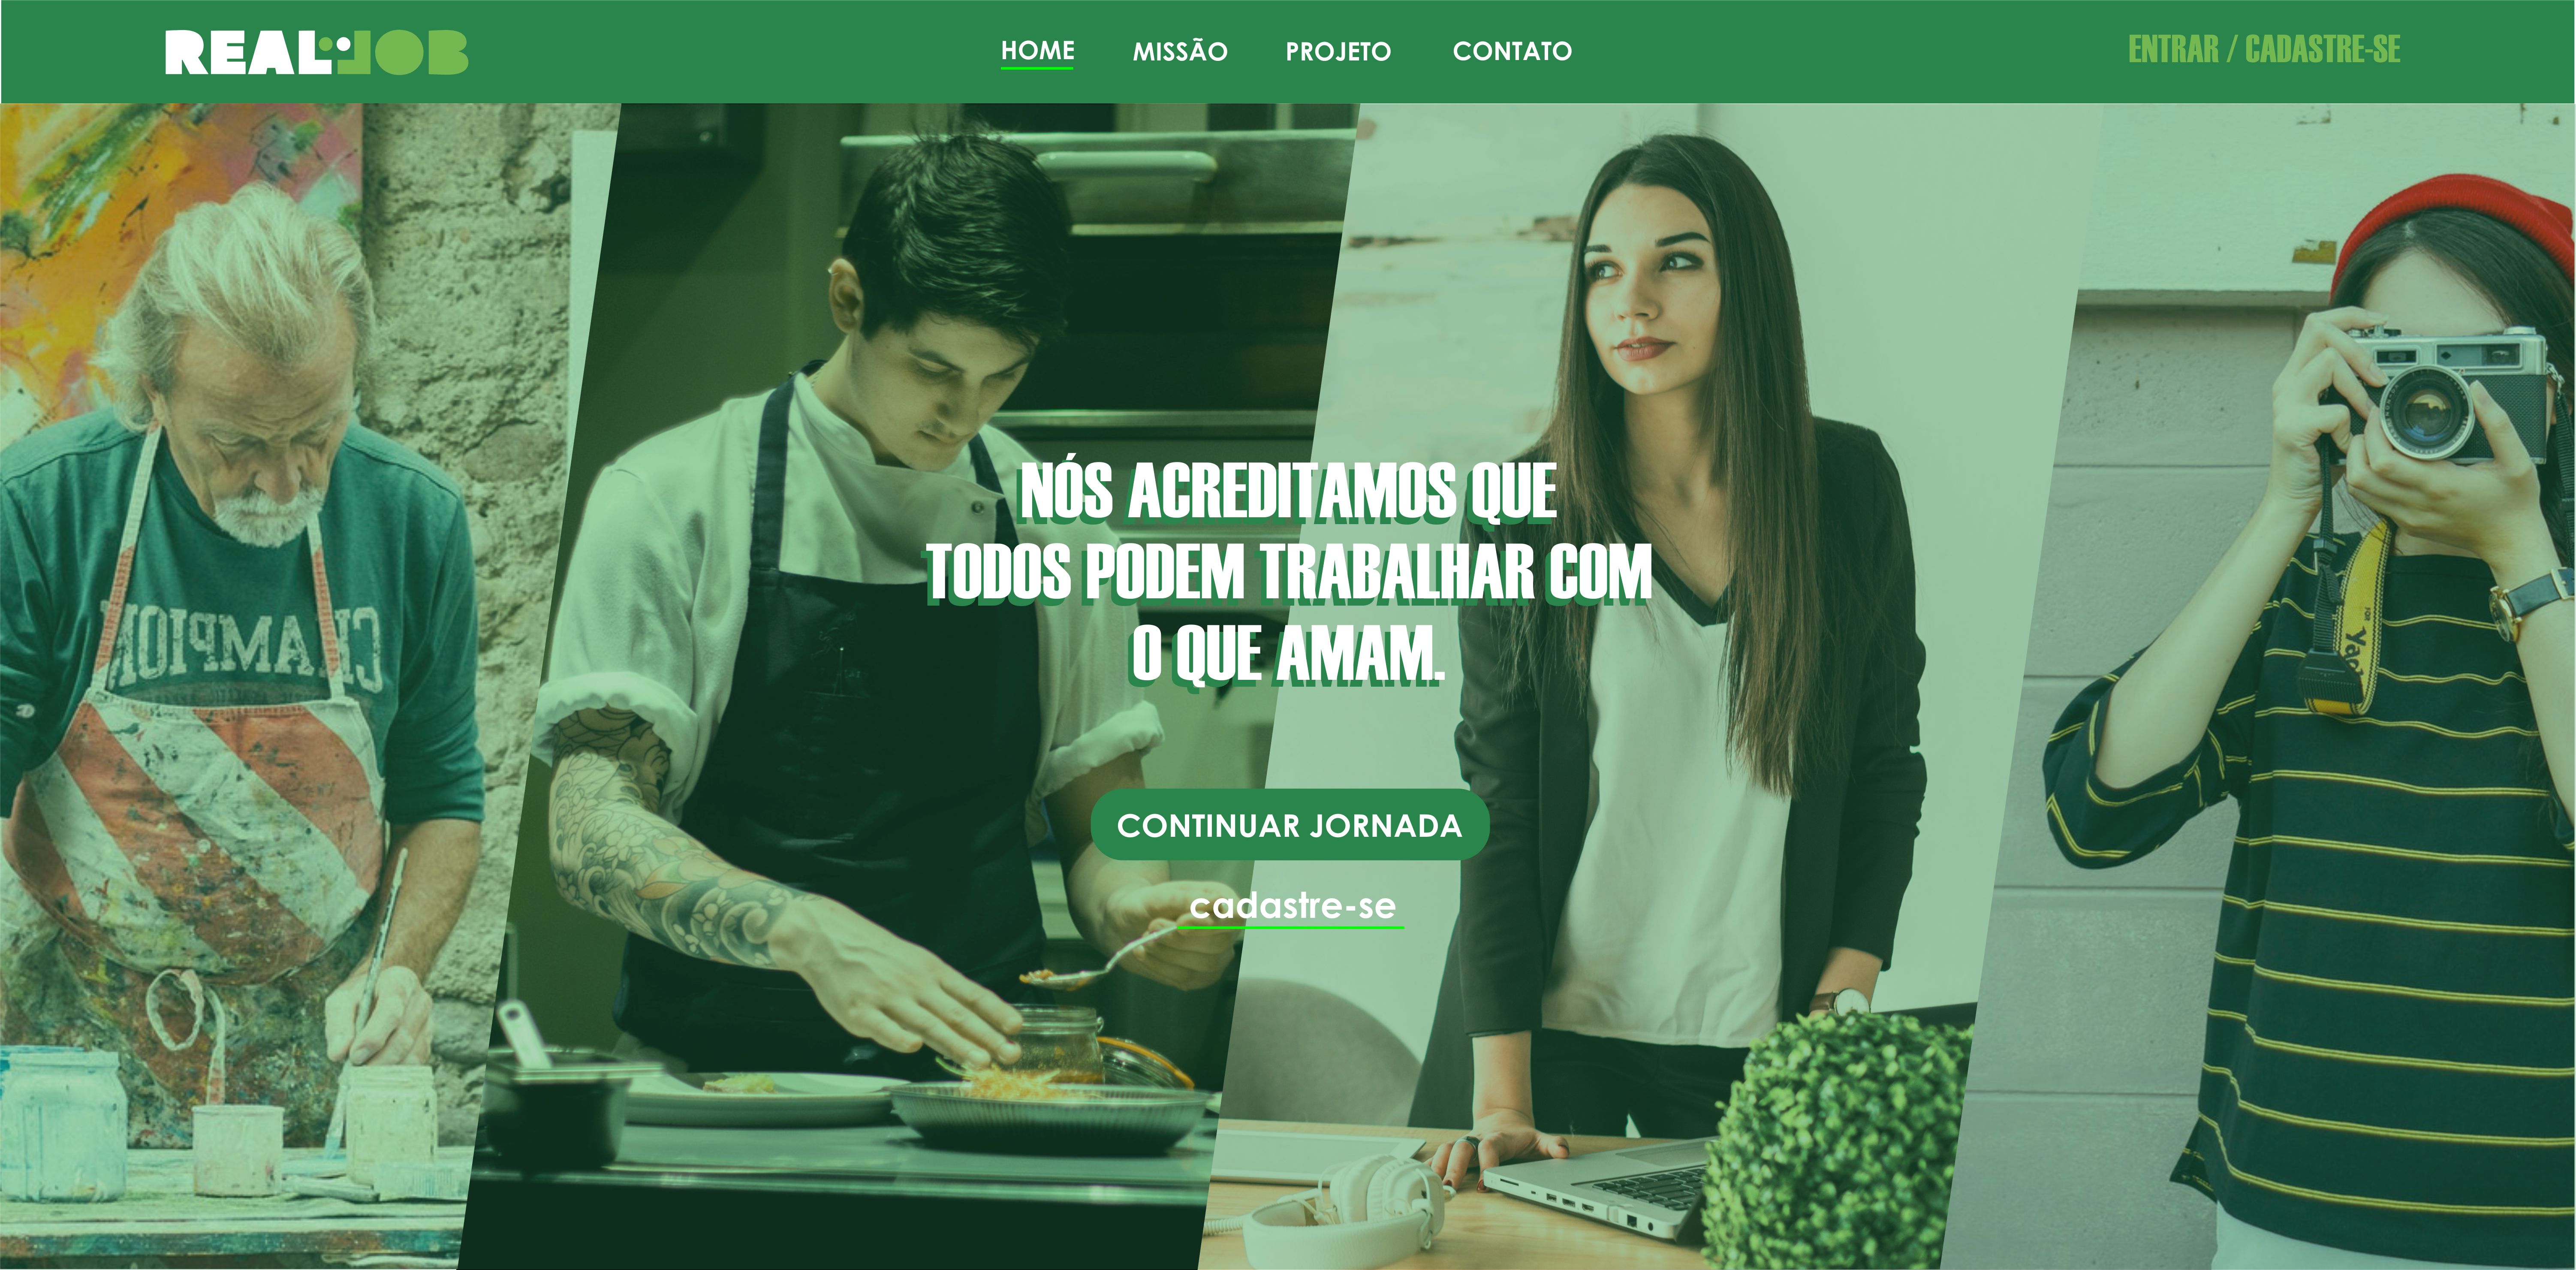 REAL JOB
HOME
MISSÃO
PROJETO
CONTATO
ENTRAR / CADASTRE-SE
NÓS ACREDITAMOS QUE
TODOS PODEM TRABALHAR COM
O QUE AMAM.
CONTINUAR JORNADA
cadastre-se
CHAMPION